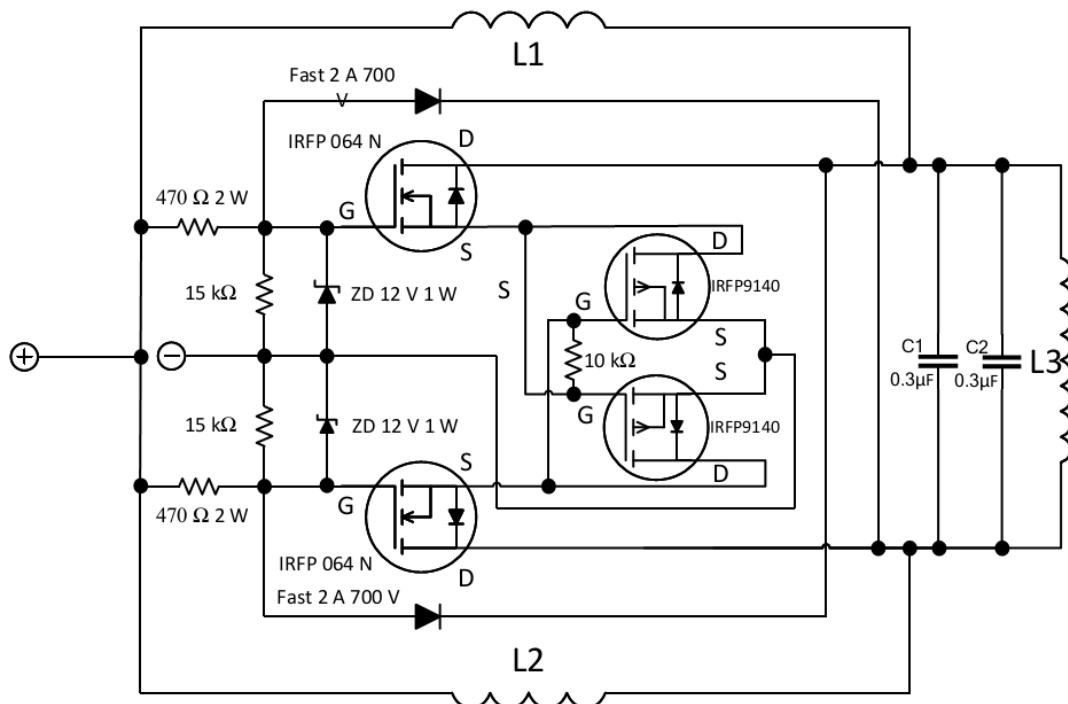 L1
Fast 2 A 700
V
IRFP 064 N
D
470 Ω 2 W
G
S
D
15 kΩ
ZD 12 V 1 W
S
G
IRFP9140
+
−
10 kΩ
S
S
C1
0.3µF
C2
0.3µF
L3
15 kΩ
ZD 12 V 1 W
G
IRFP9140
S
D
470 Ω 2 W
G
IRFP 064 N
D
Fast 2 A 700 V
L2